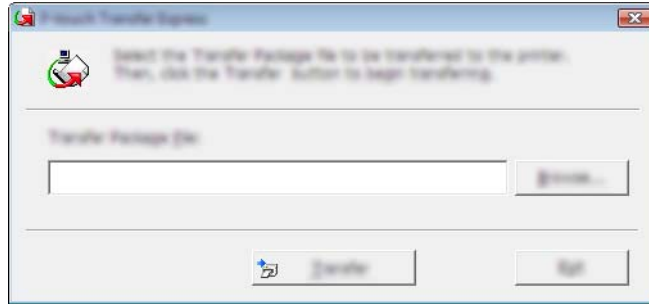 P-touch Transfer Express
Select the Transfer Package file to be transferred to the printer.
Then, click the Transfer button to begin transferring.
Transfer Package File:
Browse...
Transfer
Exit